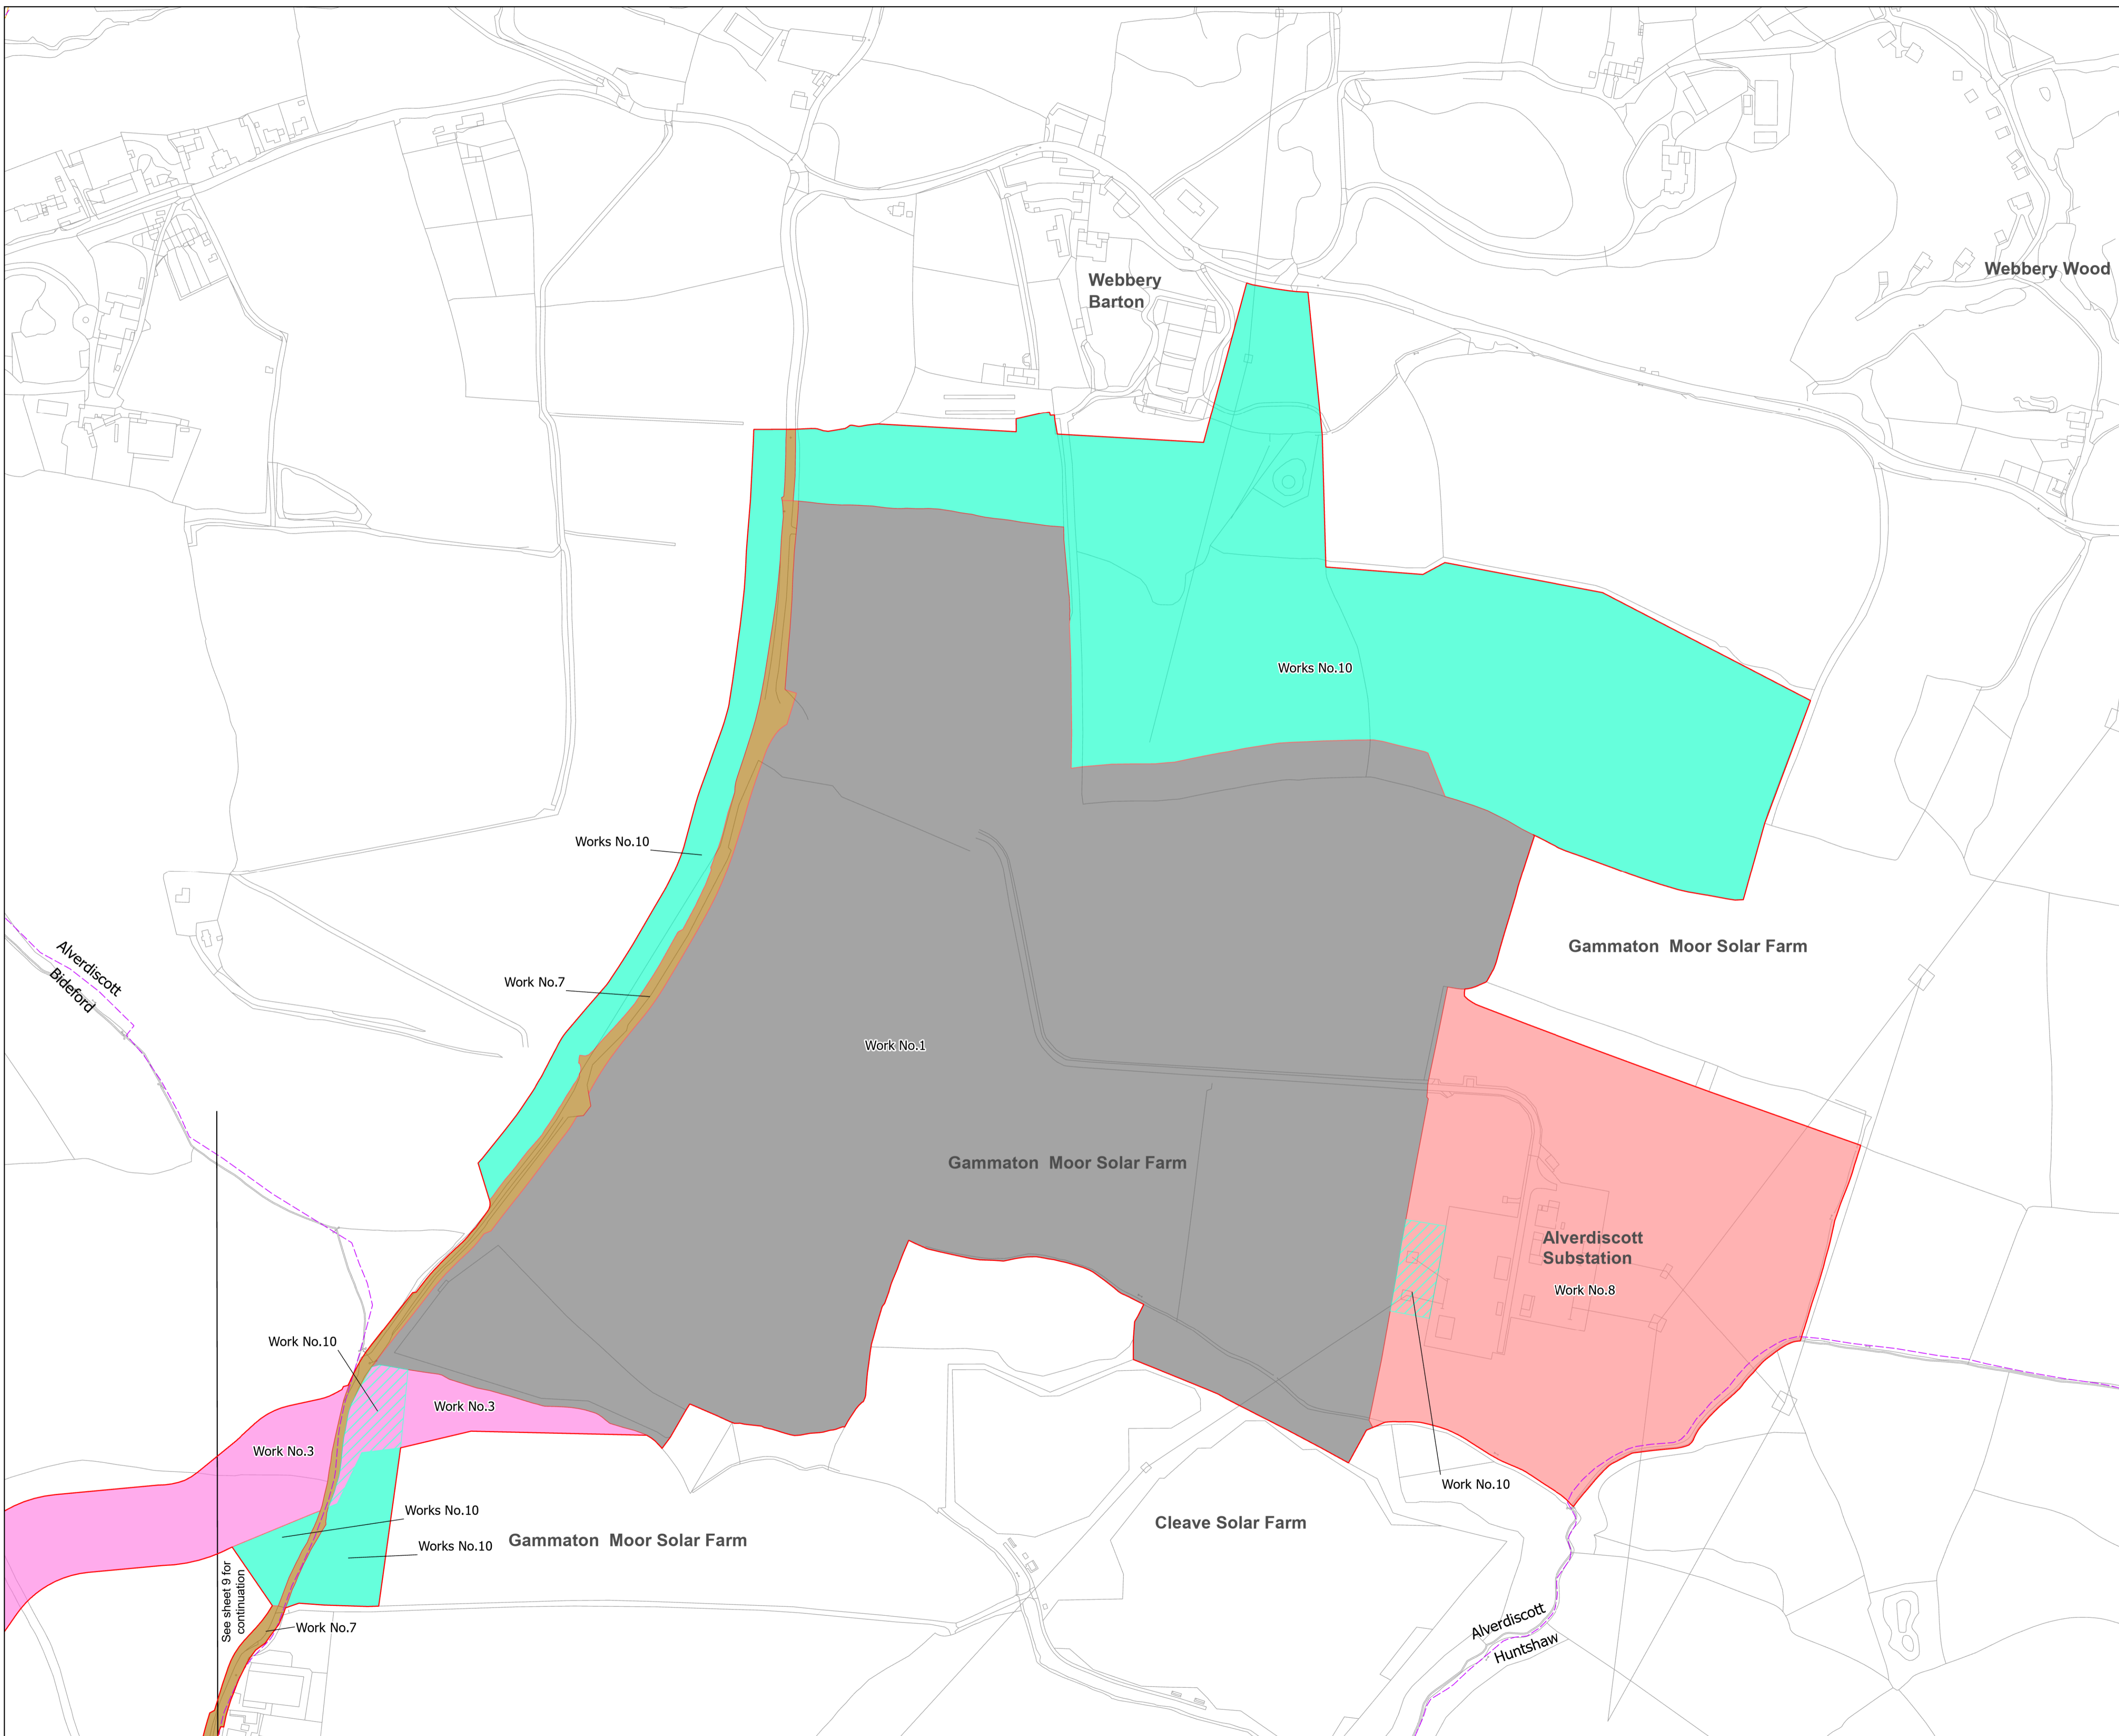 Webbery Wood
Webbery
Barton
Works No.10
Works No.10
Gammaton Moor Solar Farm
Alverdiscott
Bideford
Work No.7
Work No.1
Gammaton Moor Solar Farm
Alverdiscott
Substation
Work No.8
Work No.10
Work No.3
Work No.3
Work No.10
Works No.10
Works No.10
Gammaton Moor Solar Farm
Cleave Solar Farm
See sheet 9 for
continuation
Work No.7
Alverdiscott
Huntshaw